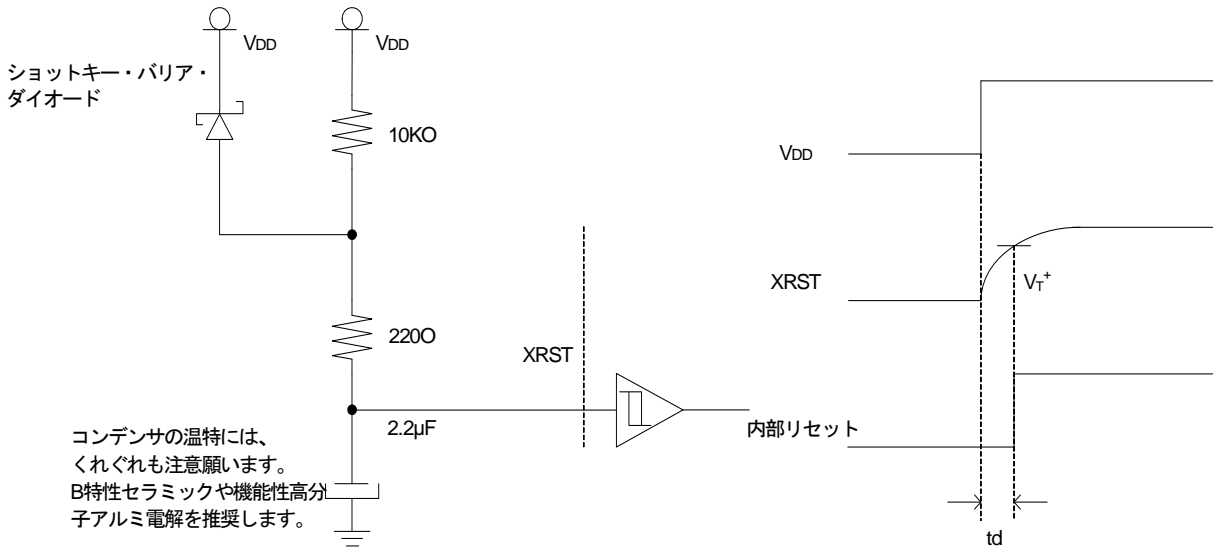 VDD
VDD
ショットキー・バリア・
ダイオード
10KO
VDD
XRST
VT+
220O
XRST
2.2µF
内部リセット
コンデンサの温特には、
くれぐれも注意願います。
B特性セラミックや機能性高分
子アルミ電解を推奨します。
td